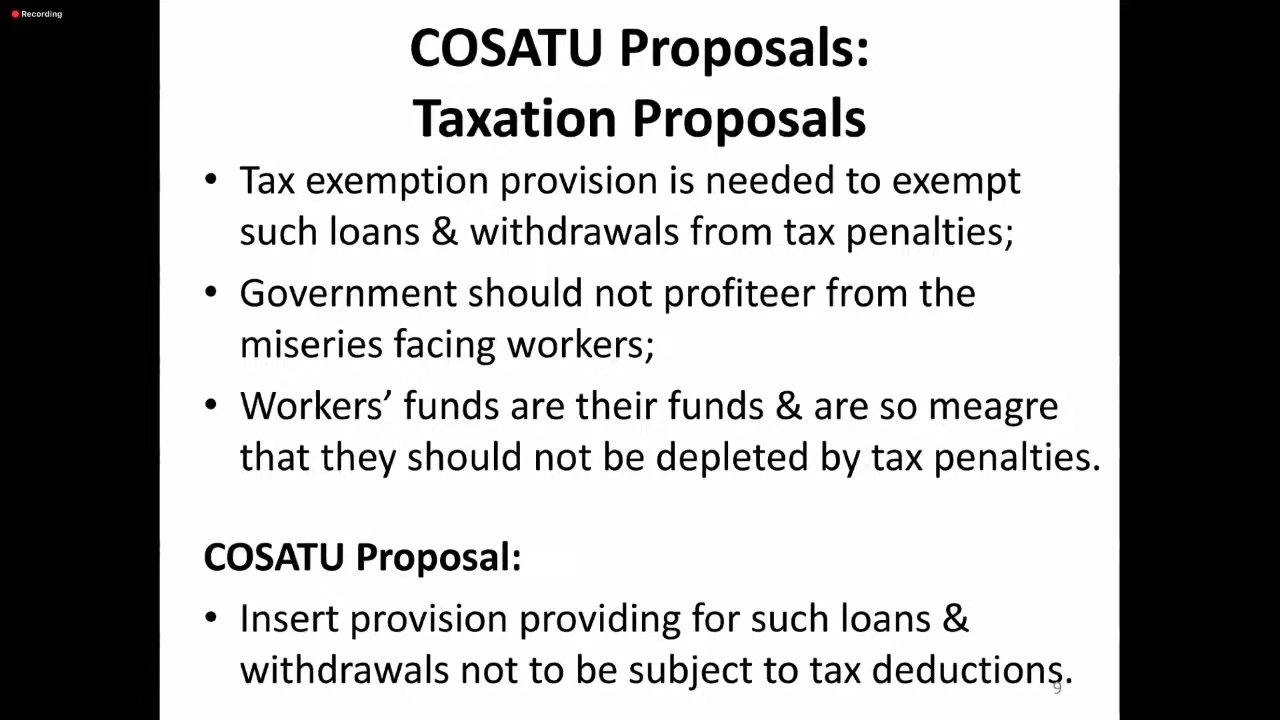 Recording
COSATU Proposals:
Taxation Proposals
• Tax exemption provision is needed to exempt
such loans & withdrawals from tax penalties;
• Government should not profiteer from the
miseries facing workers;
• Workers’ funds are their funds & are so meagre
that they should not be depleted by tax penalties.
COSATU Proposal:
• Insert provision providing for such loans &
withdrawals not to be subject to tax deductions.
9